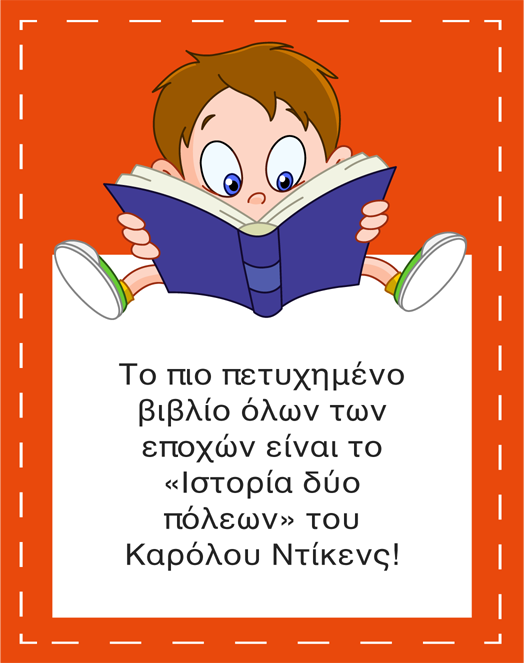 Το πιο πετυχημένο
βιβλίο όλων των
εποχών είναι το
«Ιστορία δύο
πόλεων» του
Καρόλου Ντίκενς!